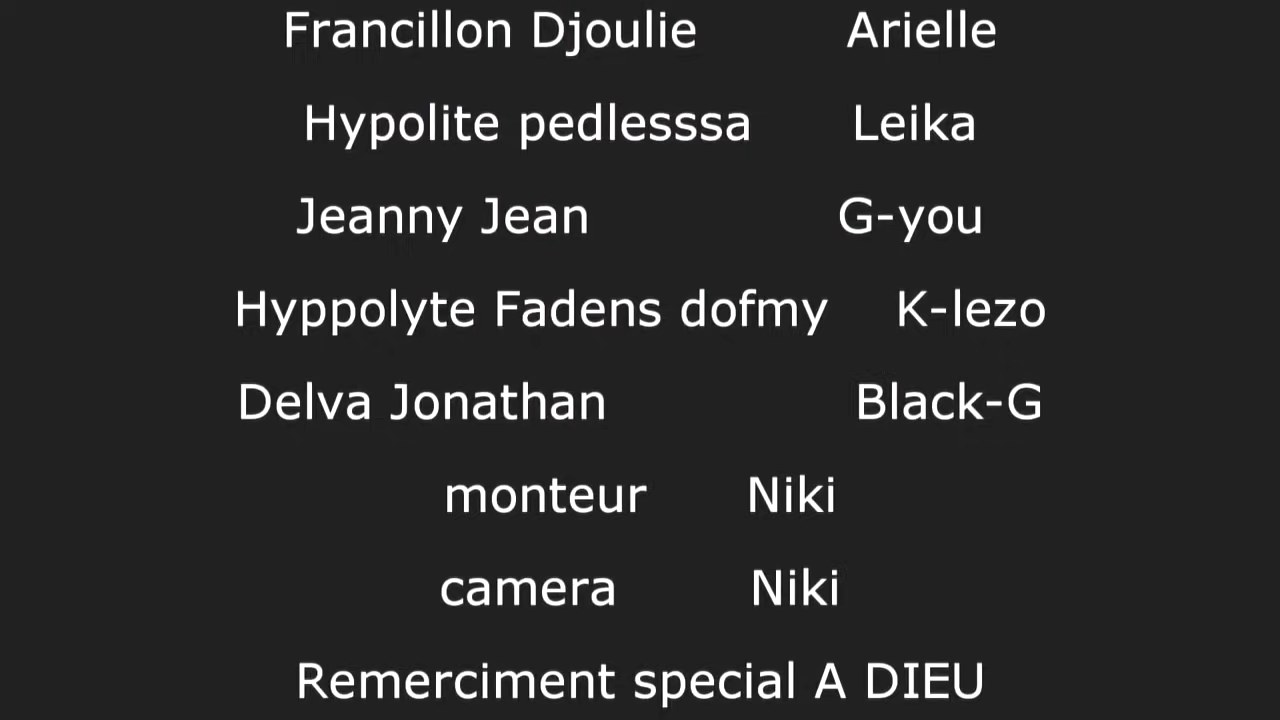 Francillon Djoulie Arielle
Hypolite pedlesssa Leika
Jeanny Jean G-you
Hyppolyte Fadens dofmy K-lezo
Delva Jonathan Black-G
monteur Niki
camera Niki
Remerciment special A DIEU